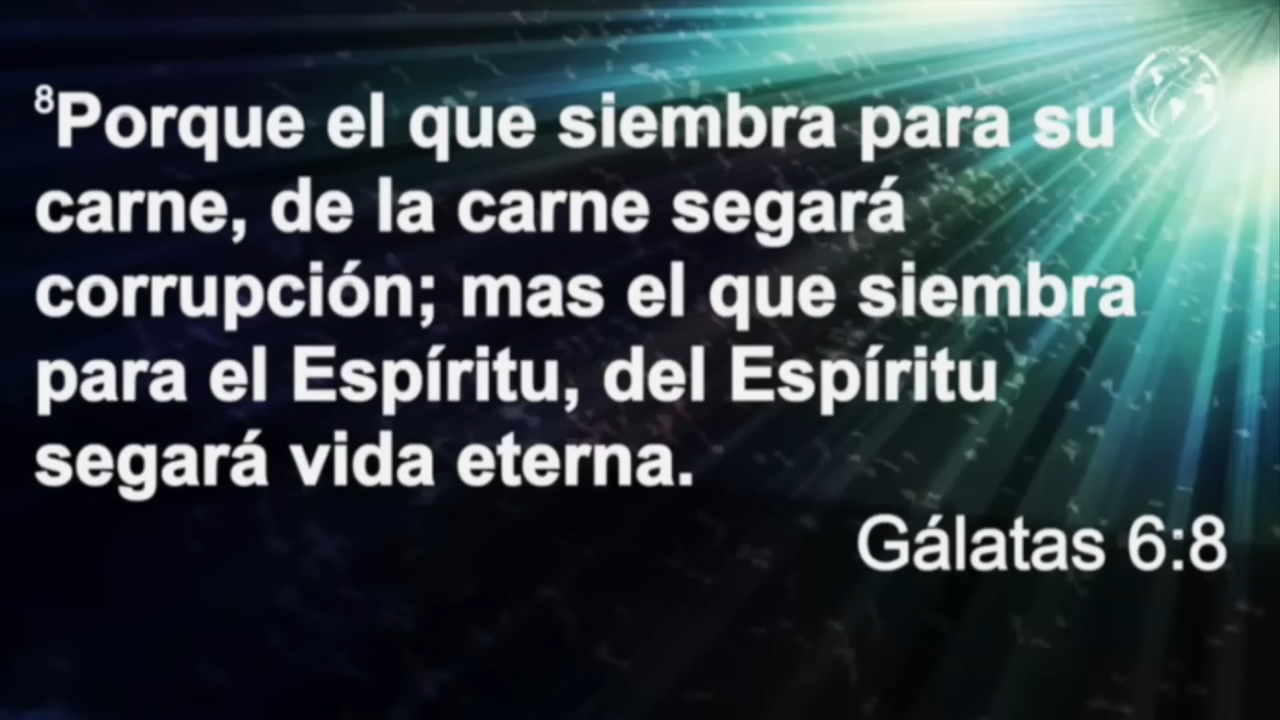 ⁸Porque el que siembra para su
carne, de la carne segará
corrupción; mas el que siembra
para el Espíritu, del Espíritu
segará vida eterna.
Gálatas 6:8